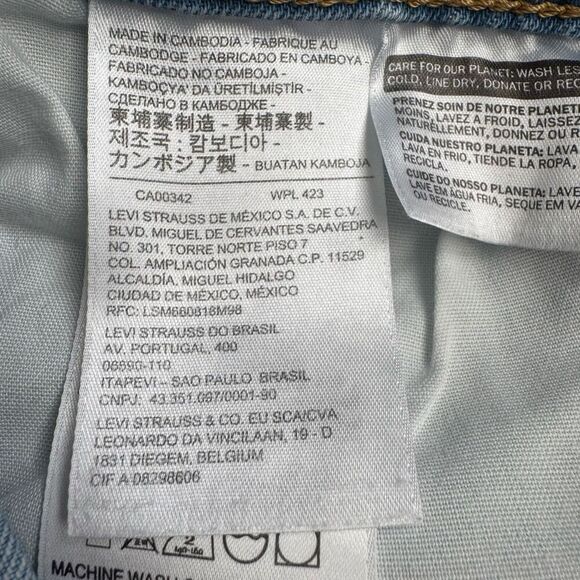 MADE IN CAMBODIA - FABRIQUE AU
CAMBODGE - FABRICADO EN CAMBOYA -
FABRICADO NO CAMBOJA -
KAMBOÇYA' DA ÜRETİLMİŞTİR -
СДЕЛАНО В КАМБОДЖЕ -
柬埔寨制造 - 柬埔寨製 -
제조국 : 캄보디아 -
カンボジア製 - BUATAN KAMBOJA
CA00342 WPL 423
LEVI STRAUSS DE MÉXICO S.A. DE C.V.
BLVD. MIGUEL DE CERVANTES SAAVEDRA
NO. 301, TORRE NORTE PISO 7
COL. AMPLIACIÓN GRANADA C.P. 11529
ALCALDÍA. MIGUEL HIDALGO
CIUDAD DE MÉXICO, MÉXICO
RFC: LSM660818M98
LEVI STRAUSS DO BRASIL
AV. PORTUGAL, 400
06690-110
ITAPEVI - SAO PAULO BRASIL
CNPJ: 43.351.097/0001-90
LEVI STRAUSS & CO. EU SCA/CVA
LEONARDO DA VINCILAAN, 19 - D
1831 DIEGEM, BELGIUM
CIF A 08298606
CARE FOR OUR PLANET: WASH LESS
COLD, LINE DRY, DONATE OR REC
PRENEZ SOIN DE NOTRE PLANETE
MOINS, LAVEZ A FROID, LAISSEZ
NATURELLEMENT, DONNEZ OU R
CUIDA NUESTRO PLANETA: LAVA
LAVA EN FRIO, TIENDE LA ROPA,
RECICLA.
CUIDE DO NOSSO PLANETA: LAVE
LAVE EM ÁGUA FRIA, SEQUE EM VA
OU RECICLE.
MACHINE WASH